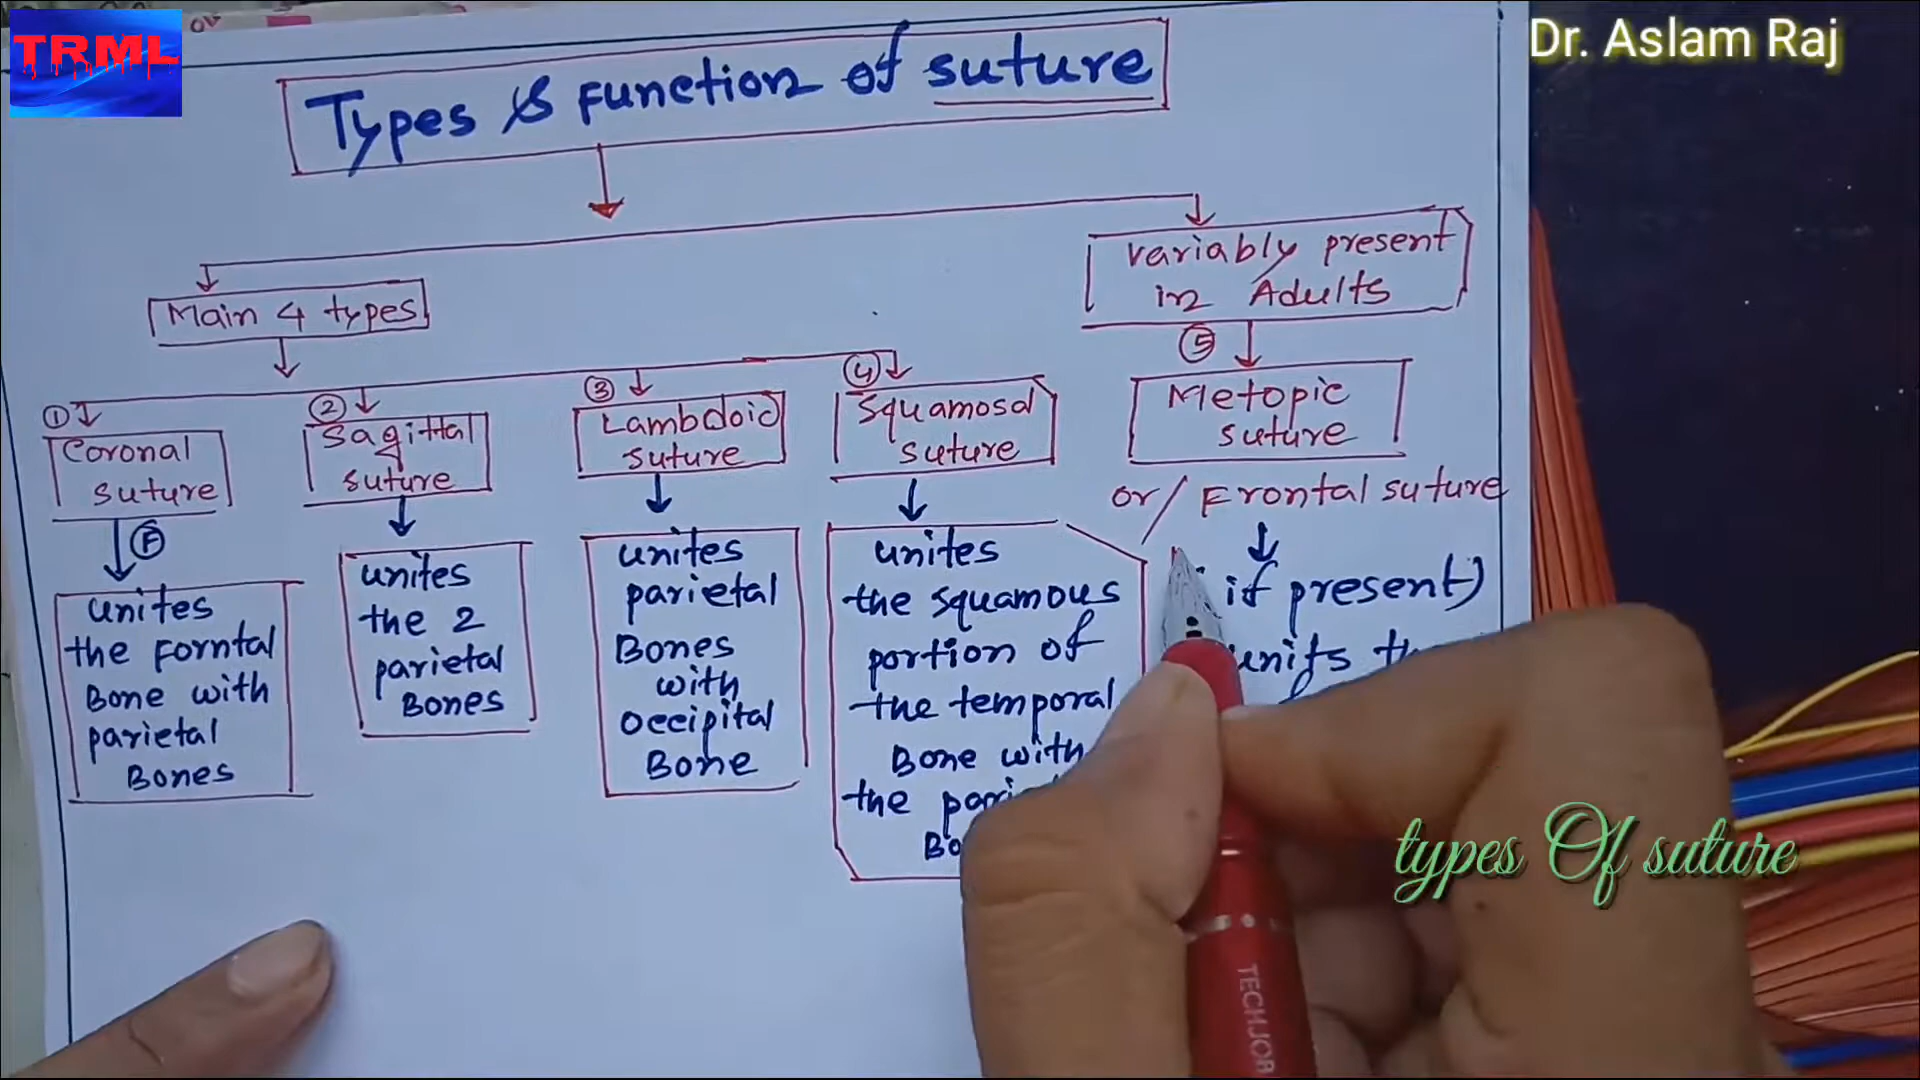 TRML
Dr. Aslam Raj
Types & function of suture
Main 4 types
variably present
in Adults
①
Coronal
suture
②
Sagittal
suture
③
Lambdoid
suture
④
Squamosal
suture
⑤
Metopic
suture
or / Frontal suture
F
unites
the forntal
Bone with
parietal
Bones
unites
the 2
parietal
Bones
unites
parietal
Bones
with
occipital
Bone
unites
the squamous
portion of
the temporal
Bone with
the
if present)
units
types Of suture
TECHJOB